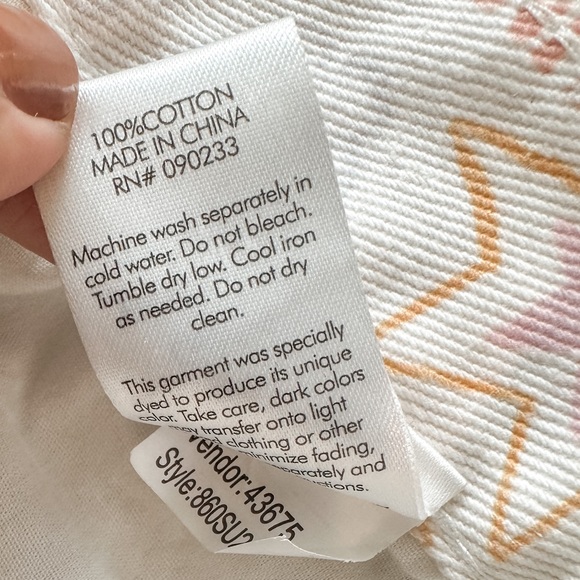 100%COTTON
MADE IN CHINA
RN# 090233
Machine wash separately in
cold water. Do not bleach.
Tumble dry low. Cool iron
as needed. Do not dry
clean.
This garment was specially
dyed to produce its unique
color. Take care, dark colors
may transfer onto light
clothing or other
minimize fading,
separately and
Vendor:43675
Style:860SU2